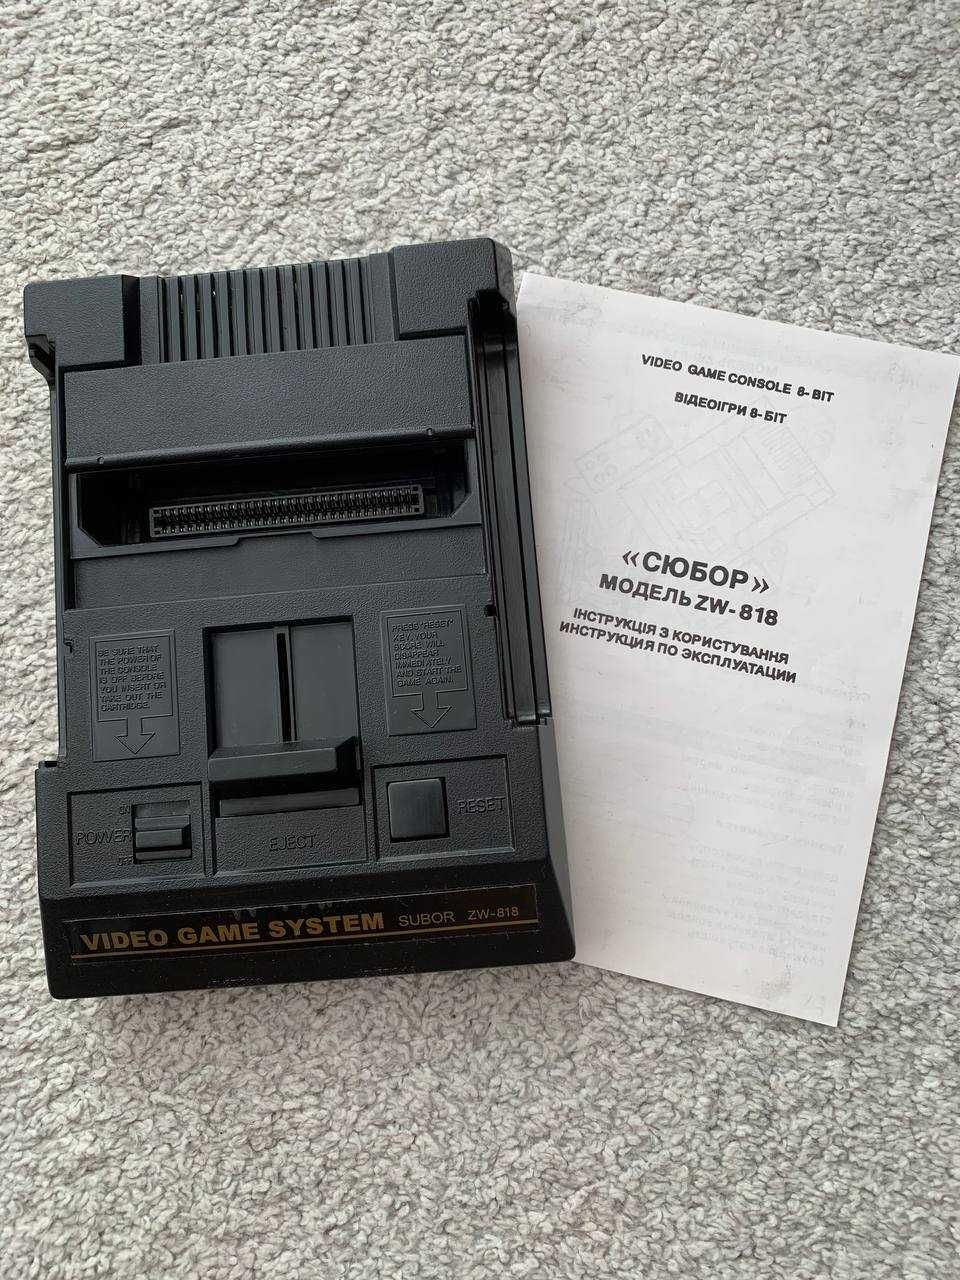 VIDEO GAME CONSOLE 8- BIT
ВІДЕОІГРИ 8-БІТ
«СЮБОР»
МОДЕЛЬ ZW-818
ІНСТРУКЦІЯ З КОРИСТУВАННЯ
ИНСТРУКЦИЯ ПО ЭКСПЛУАТАЦИИ
BE SURE THAT
THE POWER OF
THE CONSOLE
IS OFF BEFORE
YOU INSERT OR
TAKE OUT THE
CARTRIDGE.
PRESS "RESET"
KEY, YOUR
SCORE WILL
DISAPPEAR
IMMEDIATELY
AND START THE
GAME AGAIN.
ON
POWER
OFF
EJECT
RESET
VIDEO GAME SYSTEM SUBOR ZW-818